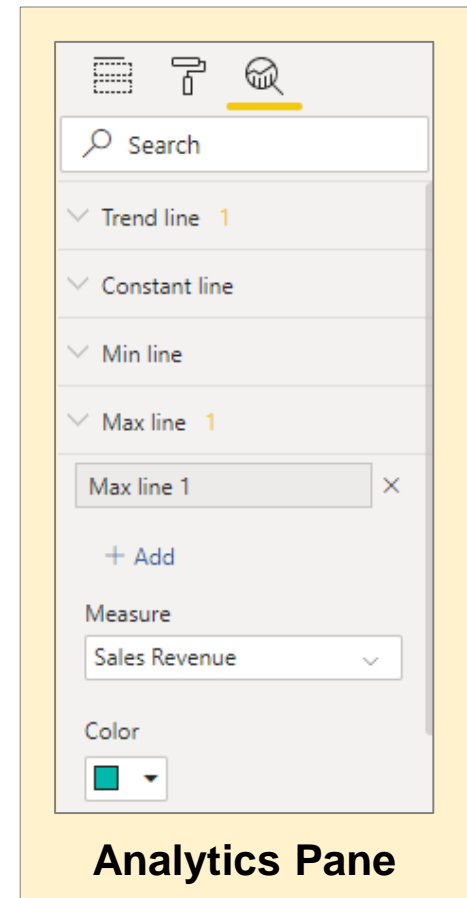 Search
Trend line 1
Constant line
Min line
Max line 1
Max line 1
+ Add
Measure
Sales Revenue
Color
Analytics Pane